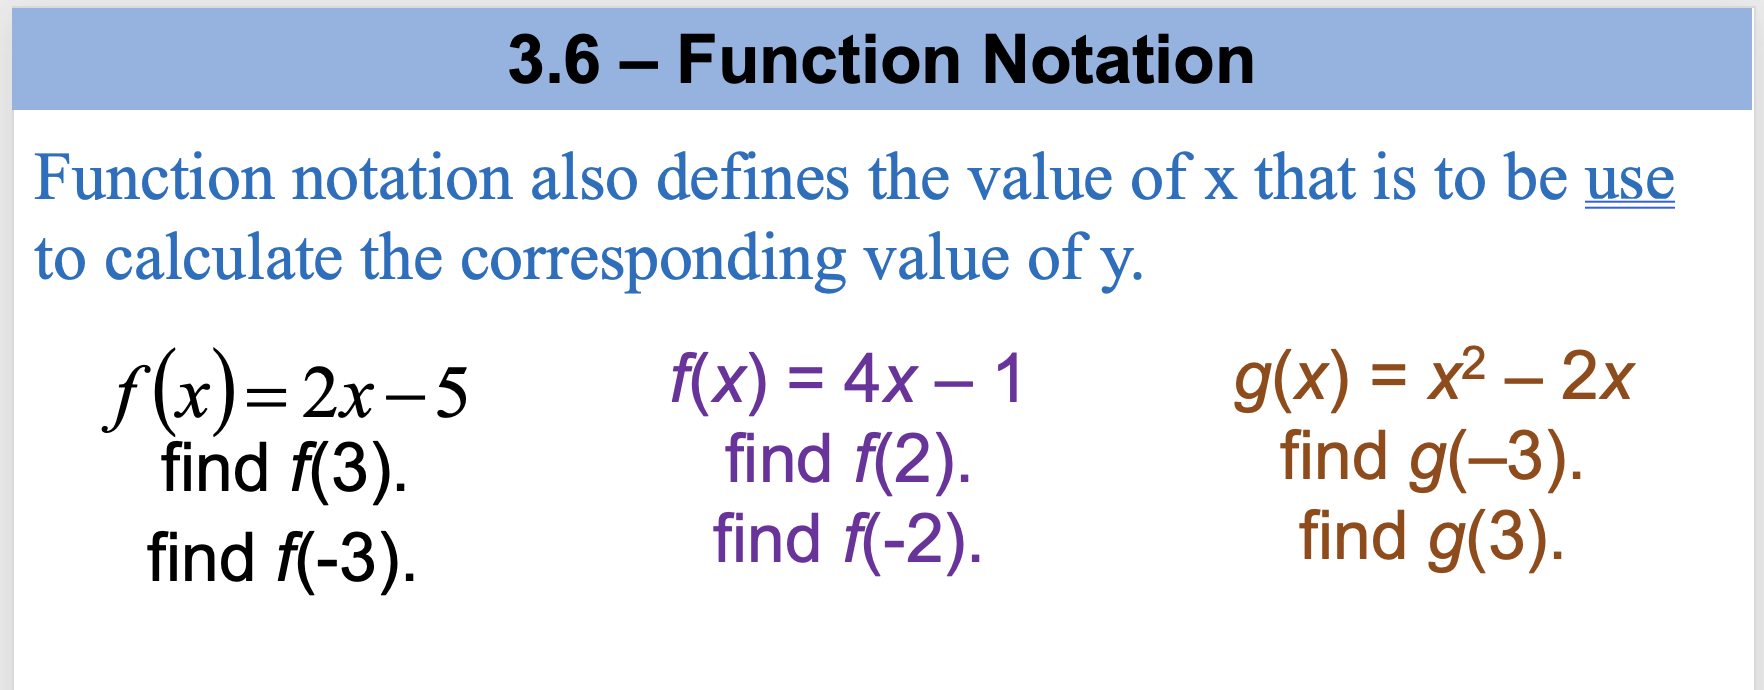 3.6 – Function Notation
Function notation also defines the value of x that is to be use
to calculate the corresponding value of y.
f(x)=2x–5
find f(3).
find f(-3).
f(x) = 4x – 1
find f(2).
find f(-2).
g(x) = x² – 2x
find g(–3).
find g(3).